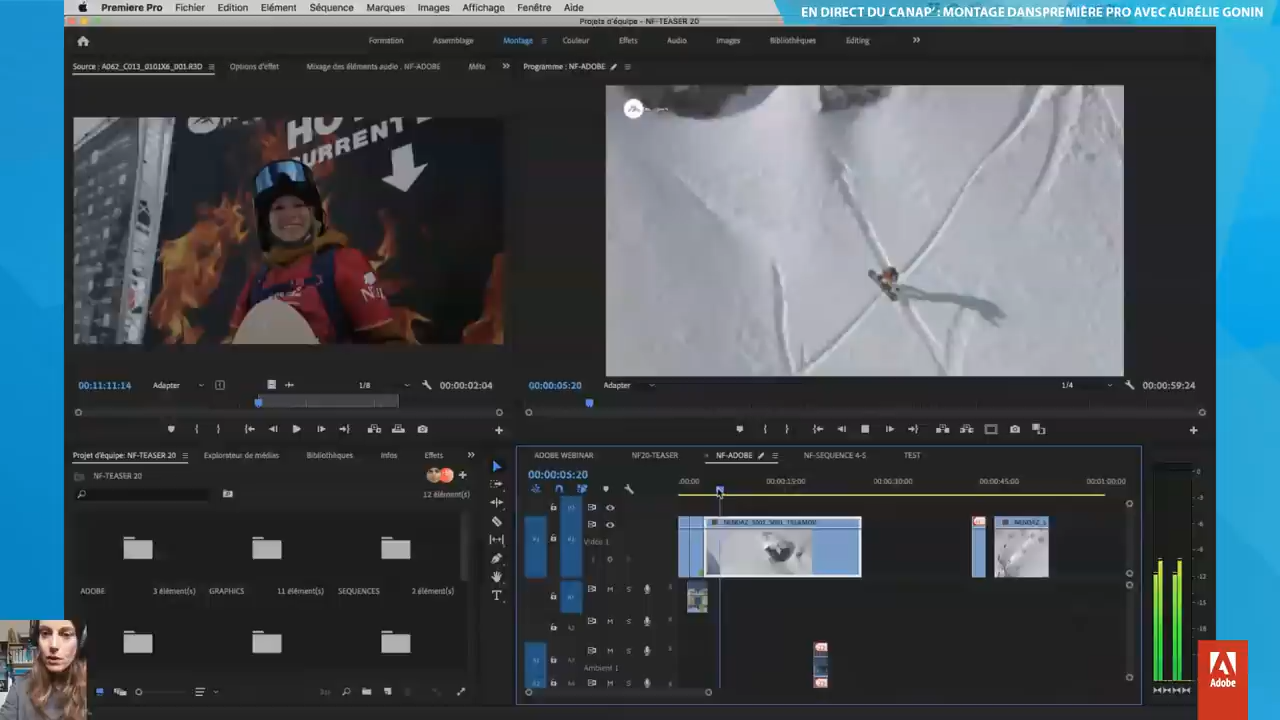 Premiere Pro Fichier Edition Elément Séquence Marques Images Affichage Fenêtre Aide
EN DIRECT DU CANAP' : MONTAGE DANSPREMIÈRE PRO AVEC AURÉLIE GONIN
Projets d'équipe - NF-TEASER 20
Formation Assemblage Montage Couleur Effets Audio Images Bibliothèques Editing
Source : A062_C013_0101X6_001.R3D Options d'effet Mixage des éléments audio : NF-ADOBE Méta
Programme : NF-ADOBE
CURRENT
00:11:11:14 Adapter 1/8 00:00:02:04
00:00:05:20 Adapter 1/4 00:00:59:24
Projet d'équipe: NF-TEASER 20 Explorateur de médias Bibliothèques Infos Effets
NF-TEASER 20
12 élément(s)
ADOBE 3 élément(s) GRAPHICS 11 élément(s) SEQUENCES 2 élément(s)
ADOBE WEBINAR NF20-TEASER NF-ADOBE NF-SEQUENCE 4-5 TEST
00:00:05:20
:00:00 00:00:15:00 00:00:30:00 00:00:45:00 00:01:00:00
Vidéo 1
M S
M S
M S
Ambient 1
M S
Adobe